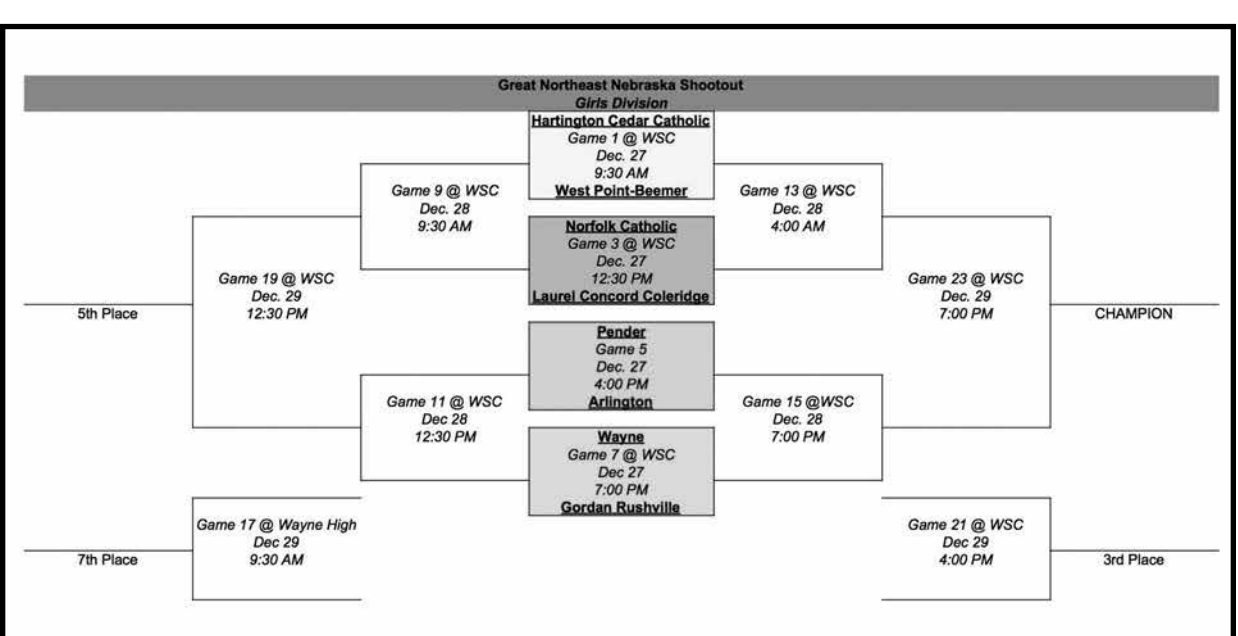 Great Northeast Nebraska Shootout
Girls Division
Hartington Cedar Catholic
Game 1 @ WSC
Dec. 27
9:30 AM
West Point-Beemer
Game 9 @ WSC
Dec. 28
9:30 AM
Game 13 @ WSC
Dec. 28
4:00 AM
Norfolk Catholic
Game 3 @ WSC
Dec. 27
12:30 PM
Laurel Concord Coleridge
Game 19 @ WSC
Dec. 29
12:30 PM
5th Place
Game 23 @ WSC
Dec. 29
7:00 PM
CHAMPION
Pender
Game 5
Dec. 27
4:00 PM
Arlington
Game 11 @ WSC
Dec 28
12:30 PM
Game 15 @WSC
Dec. 28
7:00 PM
Wayne
Game 7 @ WSC
Dec 27
7:00 PM
Gordan Rushville
Game 17 @ Wayne High
Dec 29
9:30 AM
7th Place
Game 21 @ WSC
Dec 29
4:00 PM
3rd Place